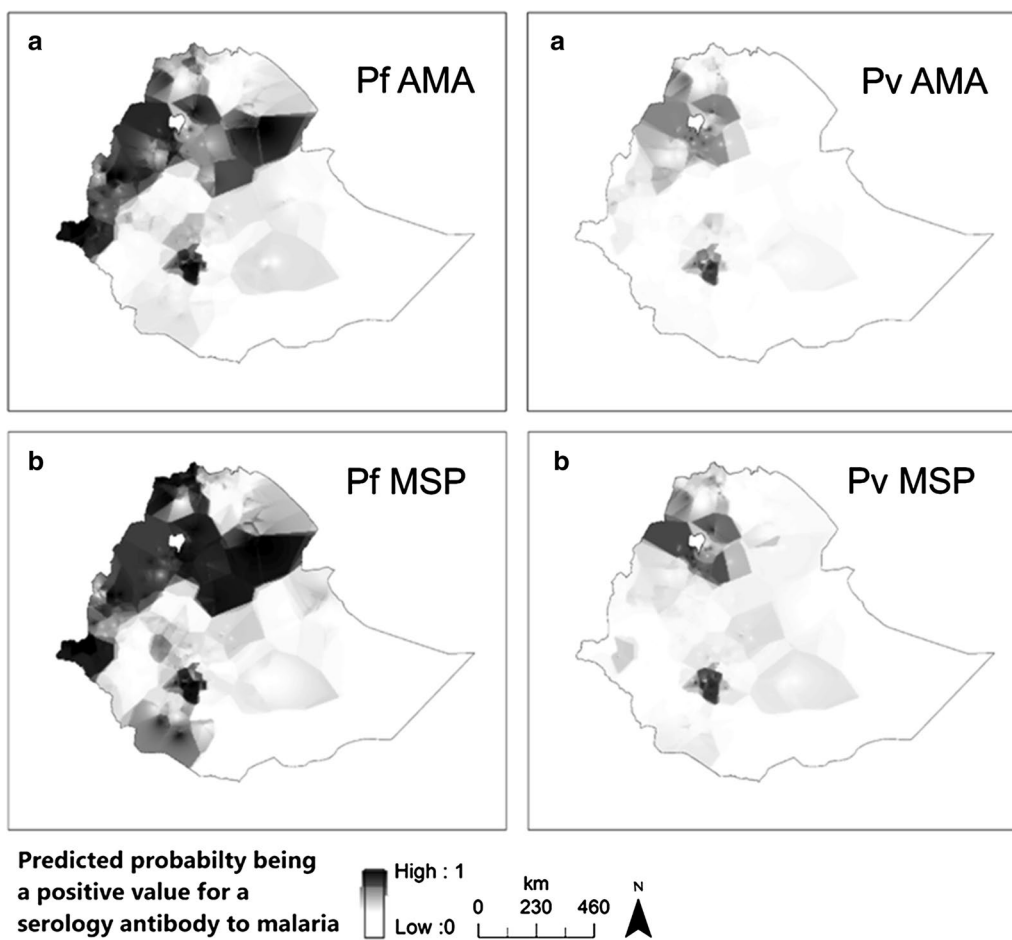 a
Pf AMA
a
Pv AMA
b
Pf MSP
b
Pv MSP
Predicted probabilty being
a positive value for a
serology antibody to malaria
High : 1
Low :0
km
0 230 460
N